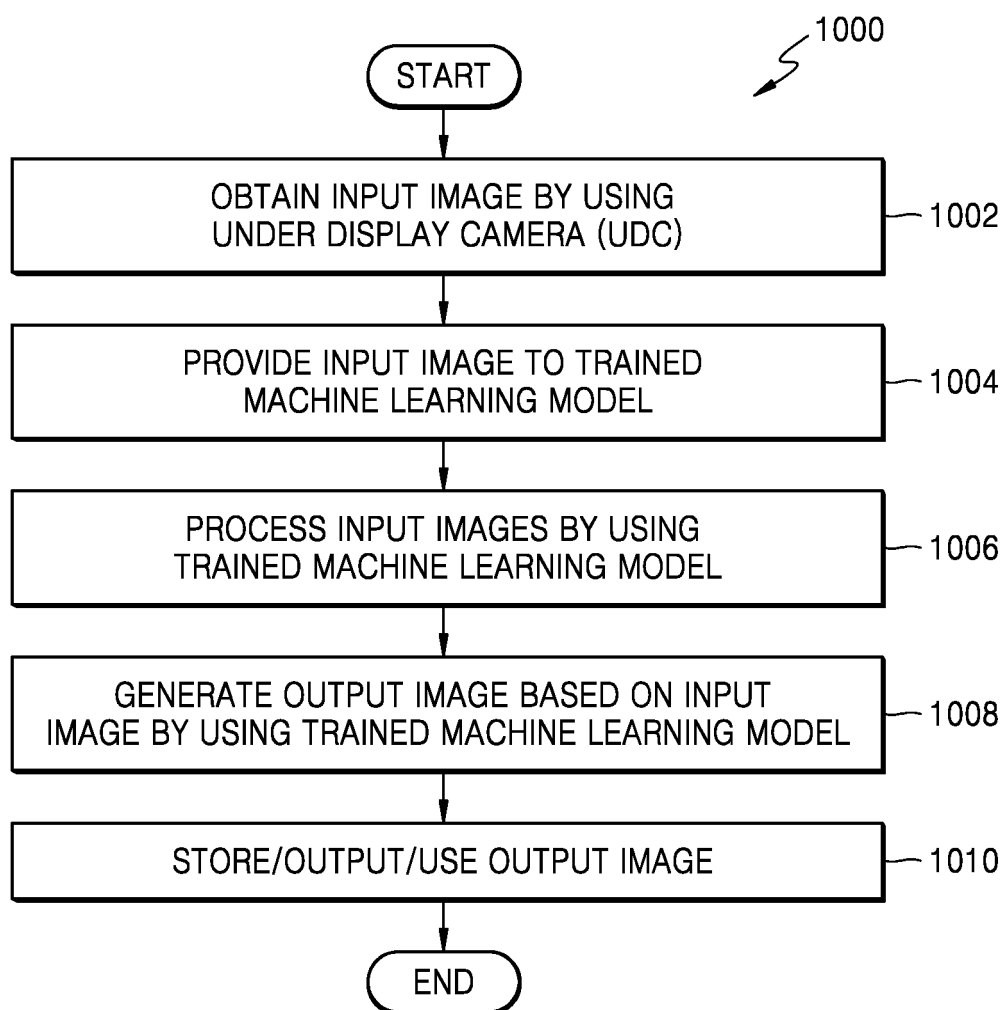 1000
START
OBTAIN INPUT IMAGE BY USING
UNDER DISPLAY CAMERA (UDC)
1002
PROVIDE INPUT IMAGE TO TRAINED
MACHINE LEARNING MODEL
1004
PROCESS INPUT IMAGES BY USING
TRAINED MACHINE LEARNING MODEL
1006
GENERATE OUTPUT IMAGE BASED ON INPUT
IMAGE BY USING TRAINED MACHINE LEARNING MODEL
1008
STORE/OUTPUT/USE OUTPUT IMAGE
1010
END